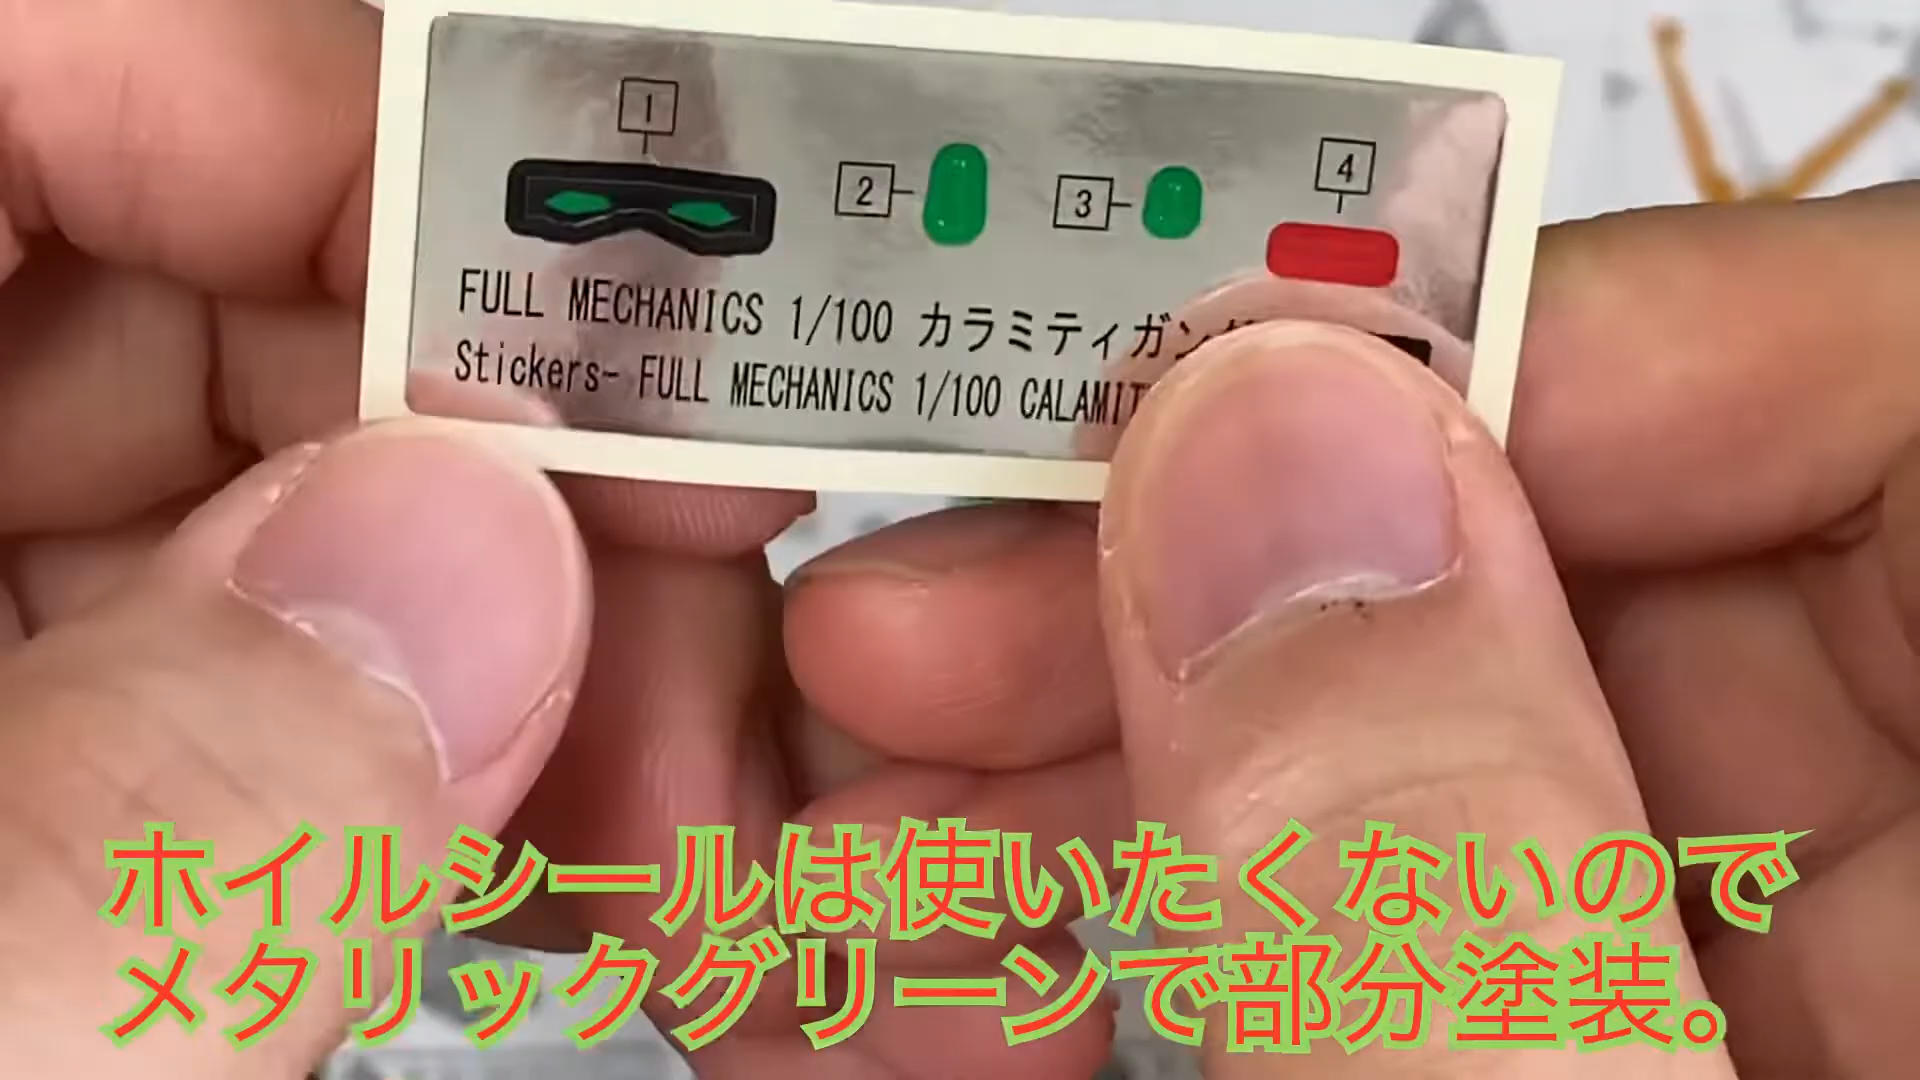 1
2
3
4
FULL MECHANICS 1/100 カラミティガン
Stickers- FULL MECHANICS 1/100
ホイルシールは使いたくないので
メタリックグリーンで部分塗装。